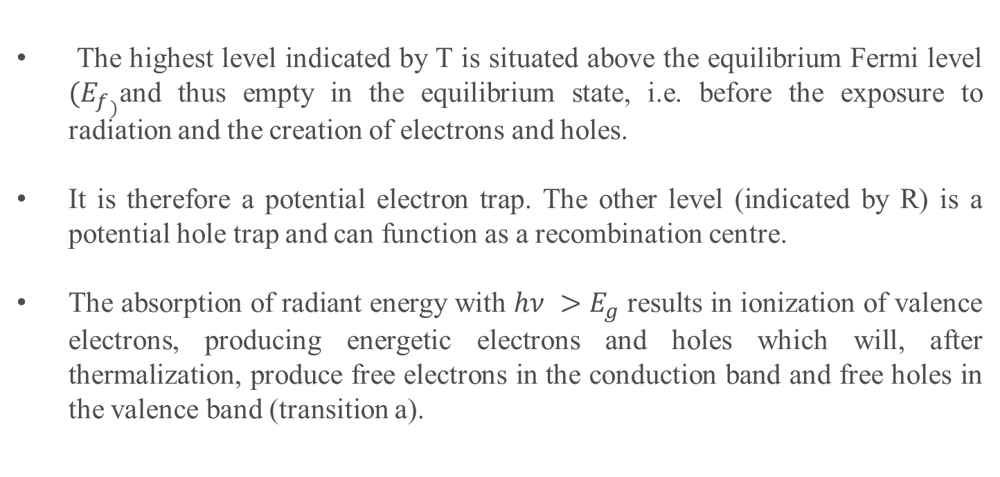 • The highest level indicated by T is situated above the equilibrium Fermi level
(𝐸𝑓 ) and thus empty in the equilibrium state, i.e. before the exposure to
radiation and the creation of electrons and holes.
• It is therefore a potential electron trap. The other level (indicated by R) is a
potential hole trap and can function as a recombination centre.
• The absorption of radiant energy with ℎ𝜈 > 𝐸𝑔 results in ionization of valence
electrons, producing energetic electrons and holes which will, after
thermalization, produce free electrons in the conduction band and free holes in
the valence band (transition a).